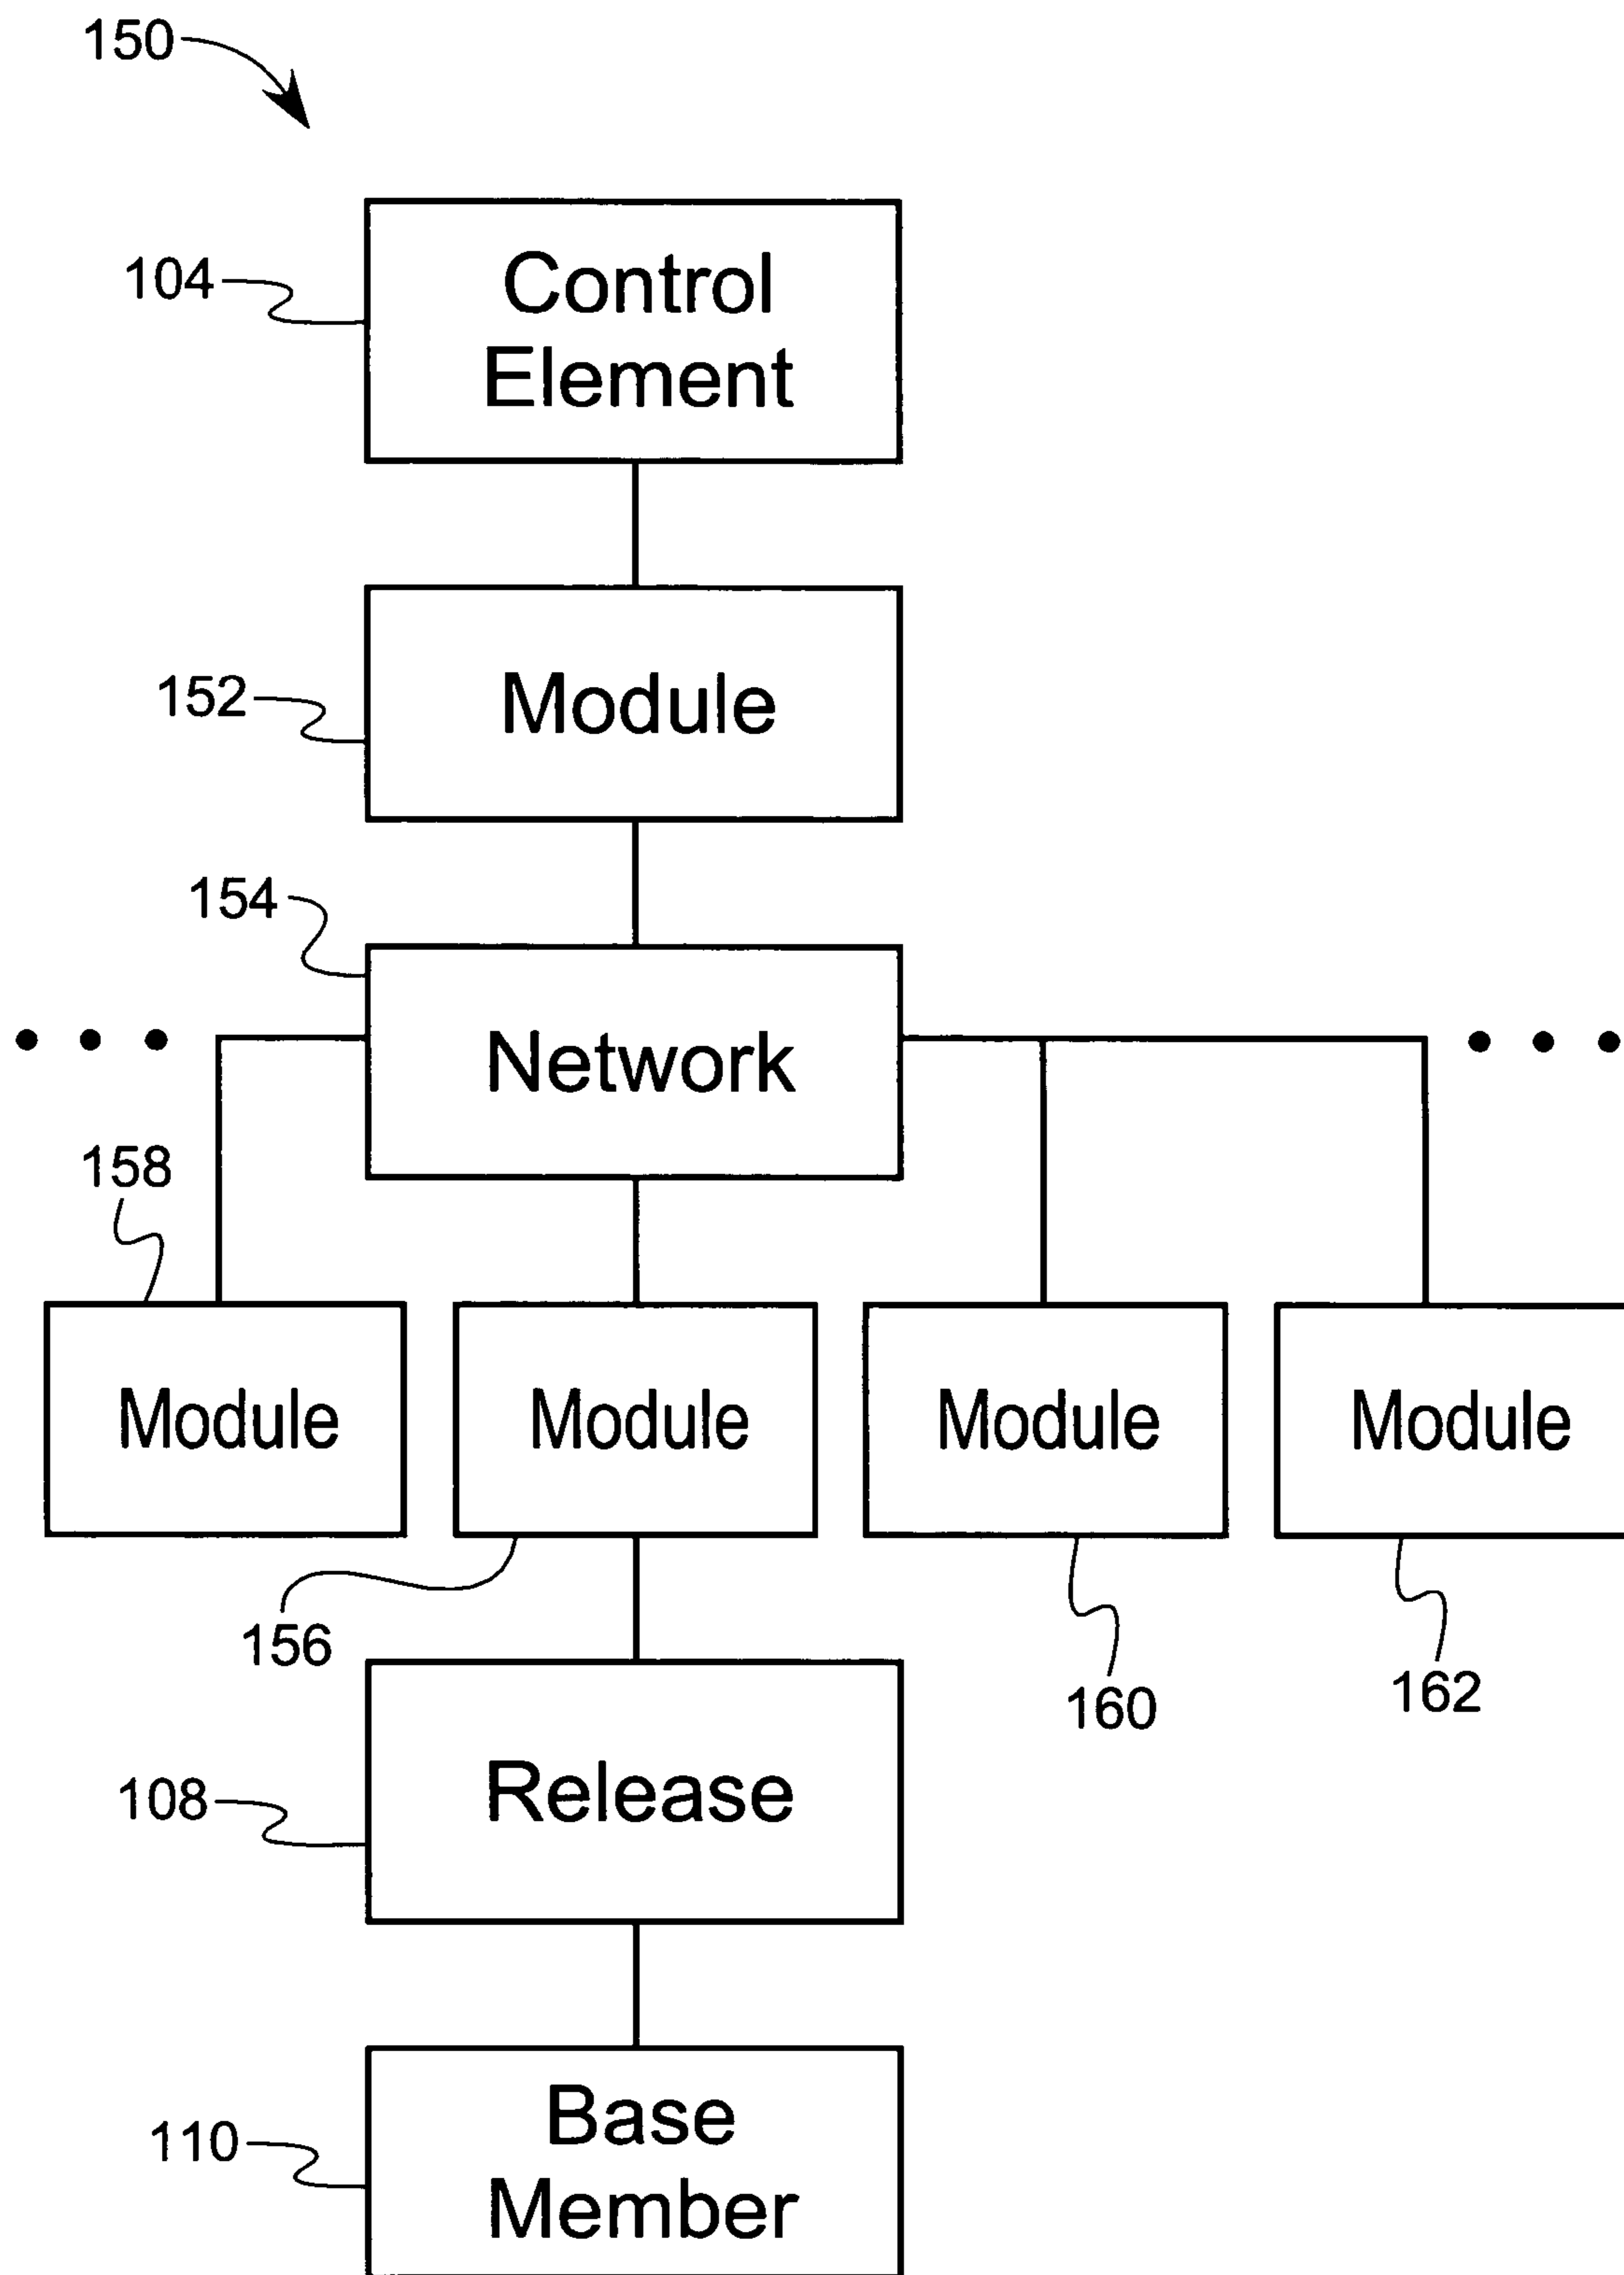 150
104
Control
Element
152
Module
154
Network
158
Module
Module
Module
Module
156
160
162
108
Release
110
Base
Member